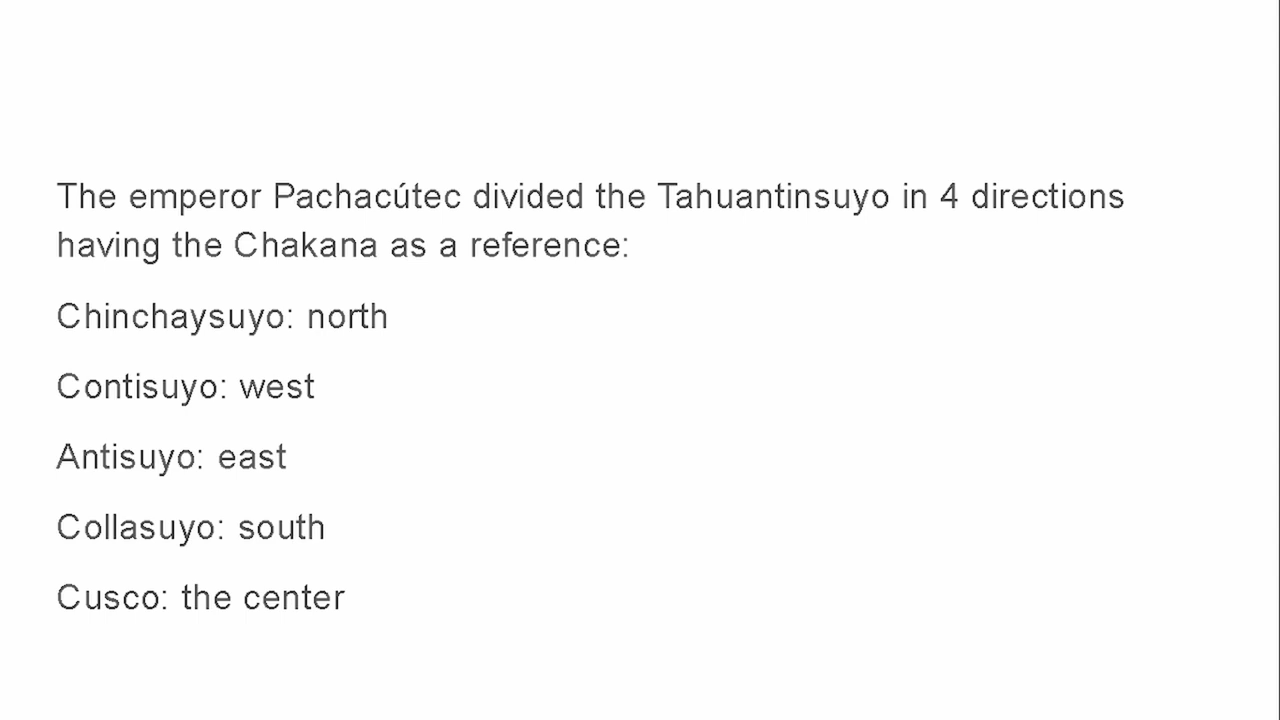 The emperor Pachacútec divided the Tahuantinsuyo in 4 directions
having the Chakana as a reference:
Chinchaysuyo: north
Contisuyo: west
Antisuyo: east
Collasuyo: south
Cusco: the center